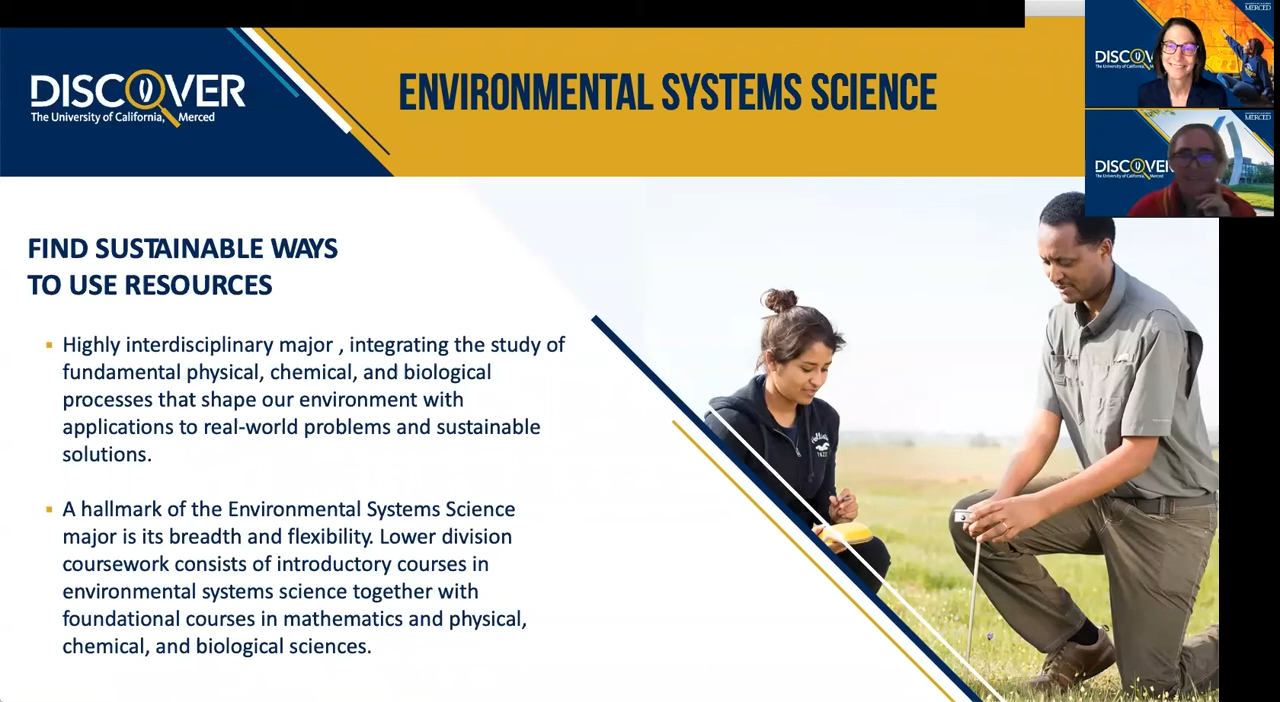 DISCOVER
The University of California, Merced
ENVIRONMENTAL SYSTEMS SCIENCE
MERCED
DISCOV
The University of California, Merced
MERCED
DISCOVE
The University of California, Merced
FIND SUSTAINABLE WAYS
TO USE RESOURCES
Highly interdisciplinary major , integrating the study of
fundamental physical, chemical, and biological
processes that shape our environment with
applications to real-world problems and sustainable
solutions.
A hallmark of the Environmental Systems Science
major is its breadth and flexibility. Lower division
coursework consists of introductory courses in
environmental systems science together with
foundational courses in mathematics and physical,
chemical, and biological sciences.